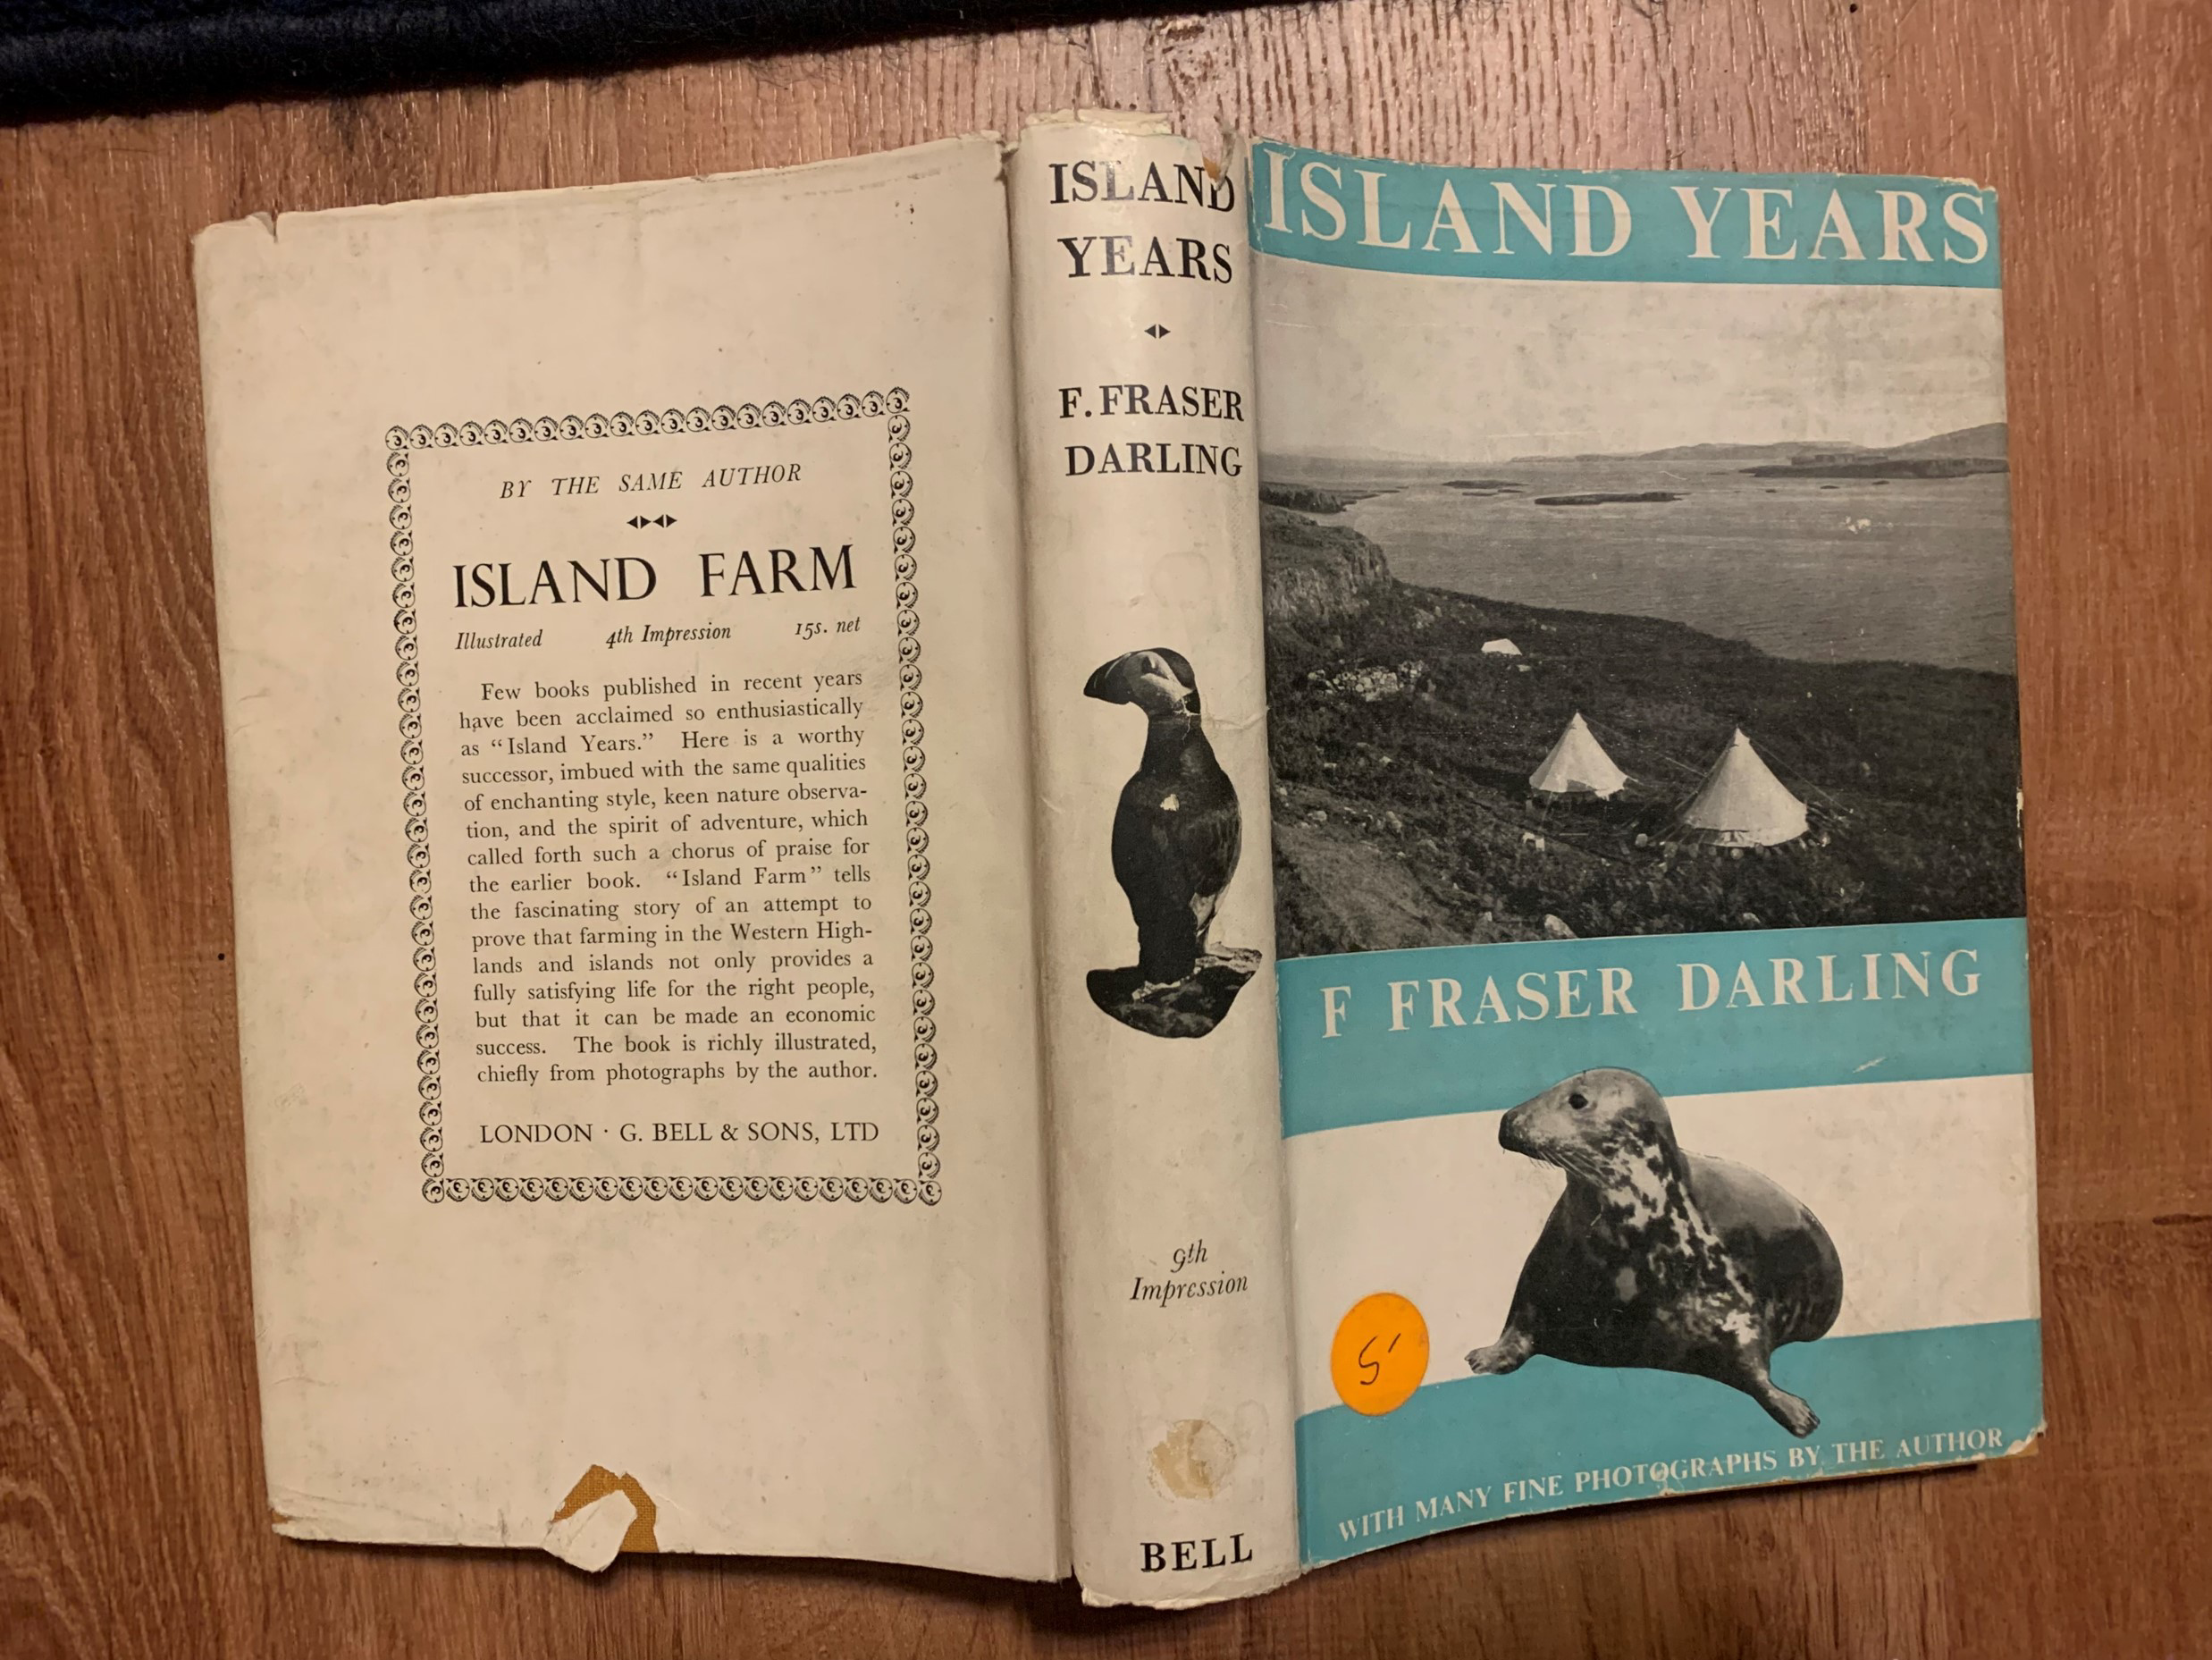 BY THE SAME AUTHOR
ISLAND FARM
Illustrated 4th Impression 15s. net
Few books published in recent years
have been acclaimed so enthusiastically
as “Island Years.” Here is a worthy
successor, imbued with the same qualities
of enchanting style, keen nature observa-
tion, and the spirit of adventure, which
called forth such a chorus of praise for
the earlier book. “Island Farm” tells
the fascinating story of an attempt to
prove that farming in the Western High-
lands and islands not only provides a
fully satisfying life for the right people,
but that it can be made an economic
success. The book is richly illustrated,
chiefly from photographs by the author.
LONDON · G. BELL & SONS, LTD
ISLAND
YEARS
F. FRASER
DARLING
9th
Impression
BELL
ISLAND YEARS
F FRASER DARLING
WITH MANY FINE PHOTOGRAPHS BY THE AUTHOR